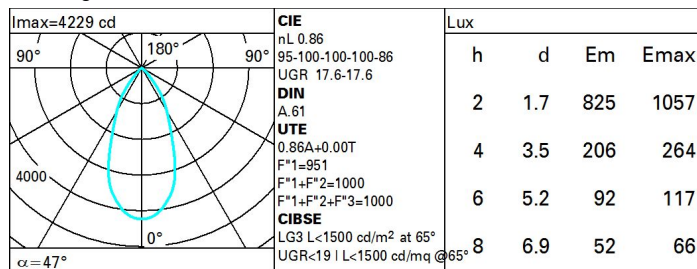 Imax=4229 cd
90°
180°
90°
4000
0°
α=47°
CIE
nL 0.86
95-100-100-100-86
UGR 17.6-17.6
DIN
A.61
UTE
0.86A+0.00T
F"1=951
F"1+F"2=1000
F"1+F"2+F"3=1000
CIBSE
LG3 L<1500 cd/m² at 65°
UGR<19 | L<1500 cd/mq @65°
Lux
h d Em Emax
2 1.7 825 1057
4 3.5 206 264
6 5.2 92 117
8 6.9 52 66